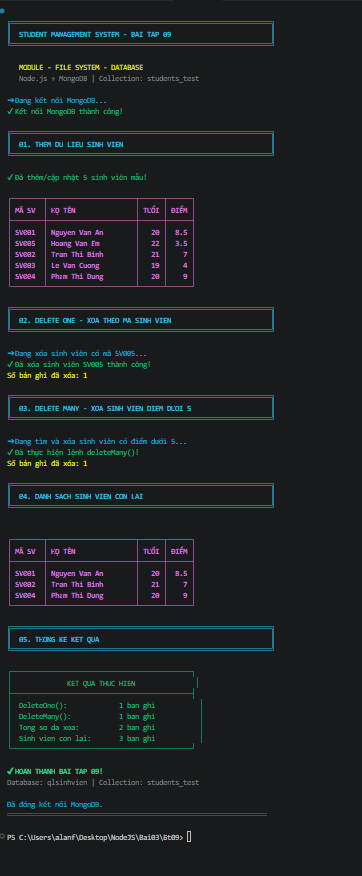 STUDENT MANAGEMENT SYSTEM - BAI TAP 09
MODULE - FILE SYSTEM - DATABASE
Node.js + MongoDB | Collection: students_test
➜Đang kết nối MongoDB...
✓Kết nối MongoDB thành công!
01. THEM DU LIEU SINH VIEN
✓Đã thêm/cập nhật 5 sinh viên mẫu!
MÃ SV HỌ TÊN TUỔI ĐIỂM
SV001 Nguyen Van An 20 8.5
SV005 Hoang Van Em 22 3.5
SV002 Tran Thi Binh 21 7
SV003 Le Van Cuong 19 4
SV004 Pham Thi Dung 20 9
02. DELETE ONE - XOA THEO MA SINH VIEN
➜Đang xóa sinh viên có mã SV005...
✓Đã xóa sinh viên SV005 thành công!
Số bản ghi đã xóa: 1
03. DELETE MANY - XOA SINH VIEN DIEM DUOI 5
➜Đang tìm và xóa sinh viên có điểm dưới 5...
✓Đã thực hiện lệnh deleteMany()!
Số bản ghi đã xóa: 1
04. DANH SACH SINH VIEN CON LAI
MÃ SV HỌ TÊN TUỔI ĐIỂM
SV001 Nguyen Van An 20 8.5
SV002 Tran Thi Binh 21 7
SV004 Pham Thi Dung 20 9
05. THONG KE KET QUA
KET QUA THUC HIEN
DeleteOne(): 1 ban ghi
DeleteMany(): 1 ban ghi
Tong so da xoa: 2 ban ghi
Sinh vien con lai: 3 ban ghi
✓HOAN THANH BAI TAP 09!
Database: qlsinhvien | Collection: students_test
Đã đóng kết nối MongoDB.
PS C:\Users\alanf\Desktop\NodeJS\Bai03\Bt09>